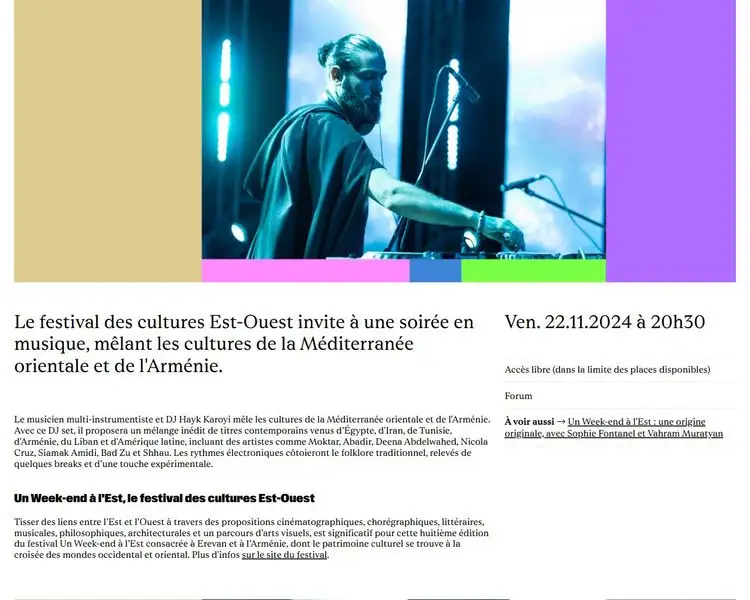 Le festival des cultures Est-Ouest invite à une soirée en
musique, mêlant les cultures de la Méditerranée
orientale et de l'Arménie.
Ven. 22.11.2024 à 20h30
Accès libre (dans la limite des places disponibles)
Forum
À voir aussi → Un Week-end à l'Est : une origine
originale, avec Sophie Fontanel et Vahram Muratyan
Le musicien multi-instrumentiste et DJ Hayk Karoyi mêle les cultures de la Méditerranée orientale et de l'Arménie.
Avec ce DJ set, il proposera un mélange inédit de titres contemporains venus d'Égypte, d'Iran, de Tunisie,
d'Arménie, du Liban et d'Amérique latine, incluant des artistes comme Moktar, Abadir, Deena Abdelwahed, Nicola
Cruz, Siamak Amidi, Bad Zu et Shhau. Les rythmes électroniques côtoieront le folklore traditionnel, relevés de
quelques breaks et d'une touche expérimentale.
Un Week-end à l'Est, le festival des cultures Est-Ouest
Tisser des liens entre l'Est et l'Ouest à travers des propositions cinématographiques, chorégraphiques, littéraires,
musicales, philosophiques, architecturales et un parcours d'arts visuels, est significatif pour cette huitième édition
du festival Un Week-end à l'Est consacrée à Erevan et à l'Arménie, dont le patrimoine culturel se trouve à la
croisée des mondes occidental et oriental. Plus d'infos sur le site du festival.